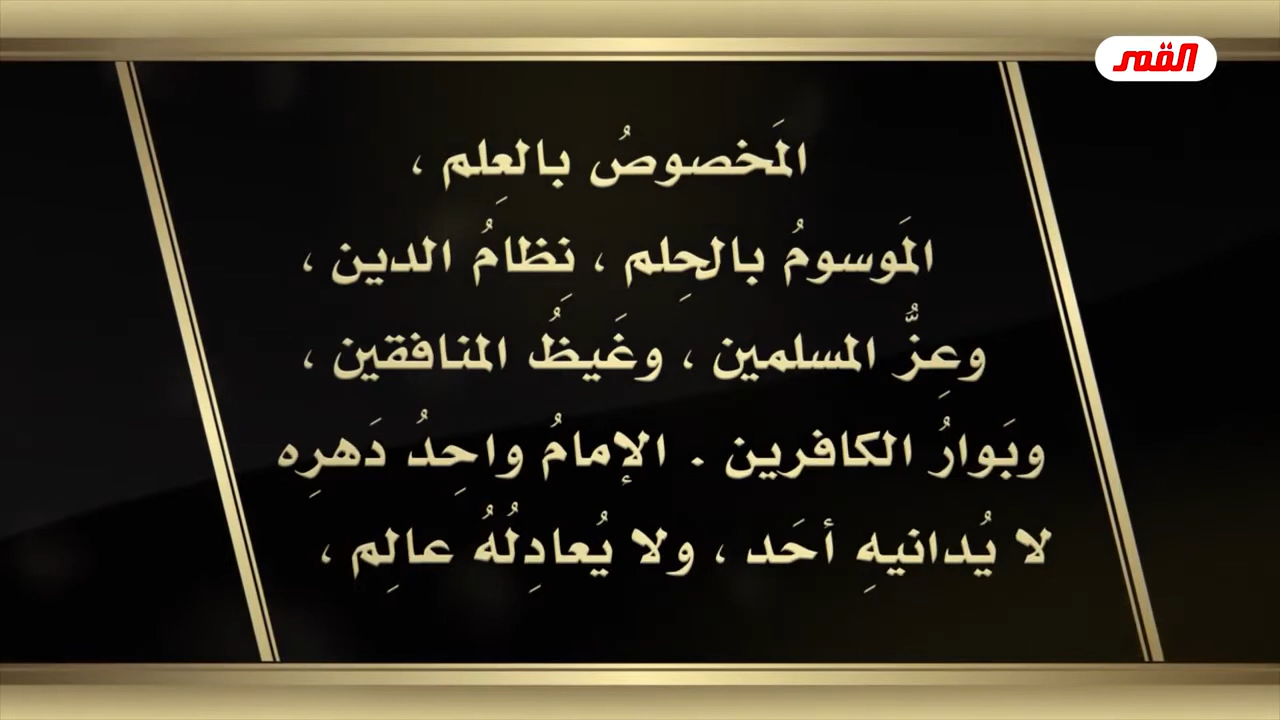 القمر
المَخصوصُ بالعِلم ،
المَوسومُ بالحِلم ، نِظامُ الدين ،
وعِزُّ المسلمين ، وغَيظُ المنافقين ،
وبَوارُ الكافرين . الإمامُ واحِدُ دَهرِه
لا يُدانيهِ أحَد ، ولا يُعادِلُهُ عالِم ،